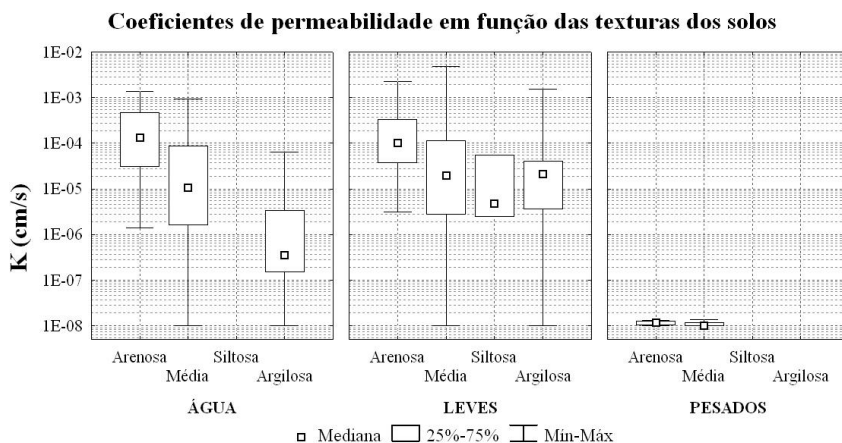 Coeficientes de permeabilidade em função das texturas dos solos
K (cm/s)
1E-02
1E-03
1E-04
1E-05
1E-06
1E-07
1E-08
Arenosa Siltosa Arenosa Siltosa Arenosa Siltosa
Média Argilosa Média Argilosa Média Argilosa
ÁGUA LEVES PESADOS
Mediana 25%-75% Mín-Máx